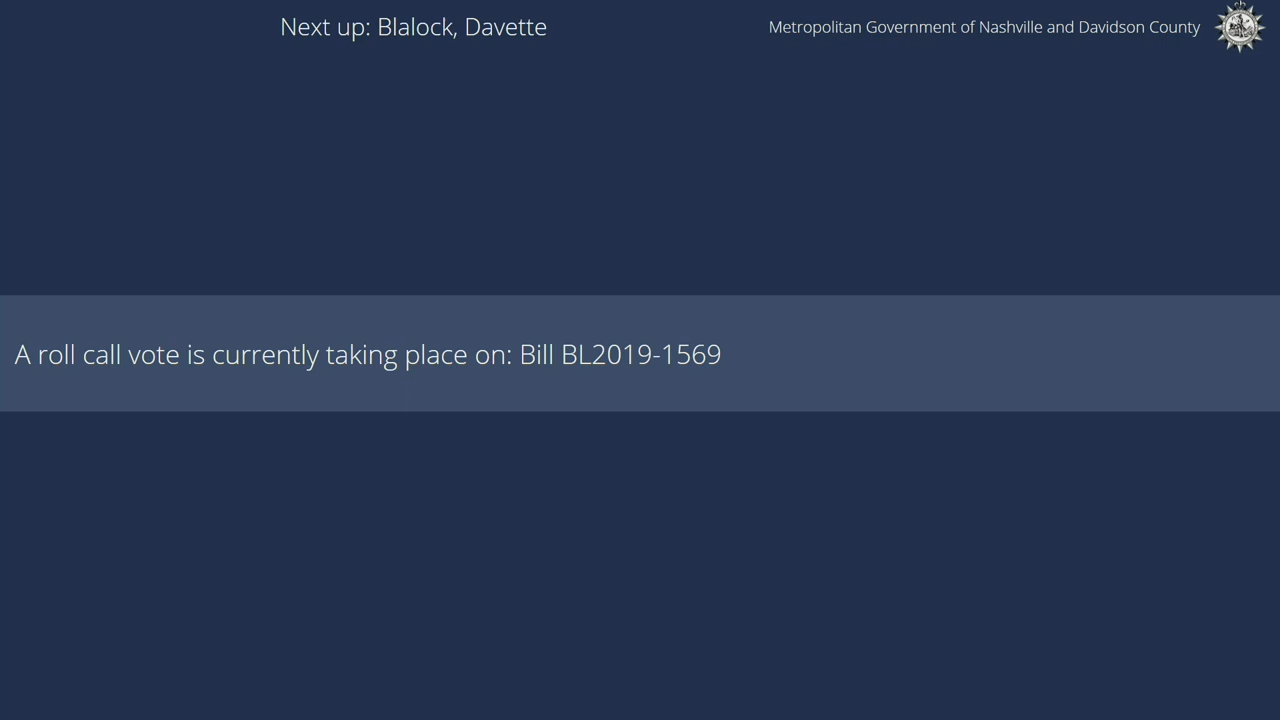 Next up: Blalock, Davette
Metropolitan Government of Nashville and Davidson County
A roll call vote is currently taking place on: Bill BL2019-1569